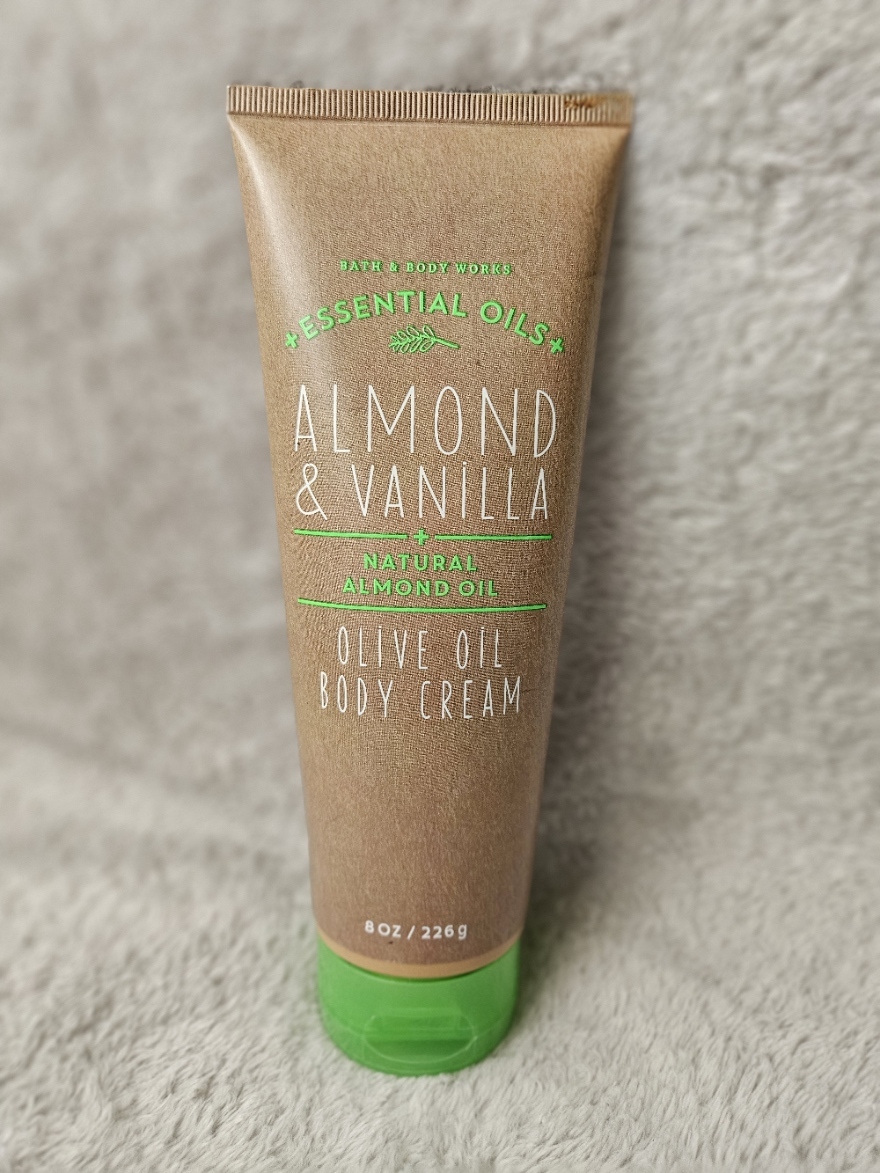 BATH & BODY WORKS
+ESSENTIAL OILS+
ALMOND
& VANILLA
+
NATURAL
ALMOND OIL
OLIVE OIL
BODY CREAM
8 OZ / 226g